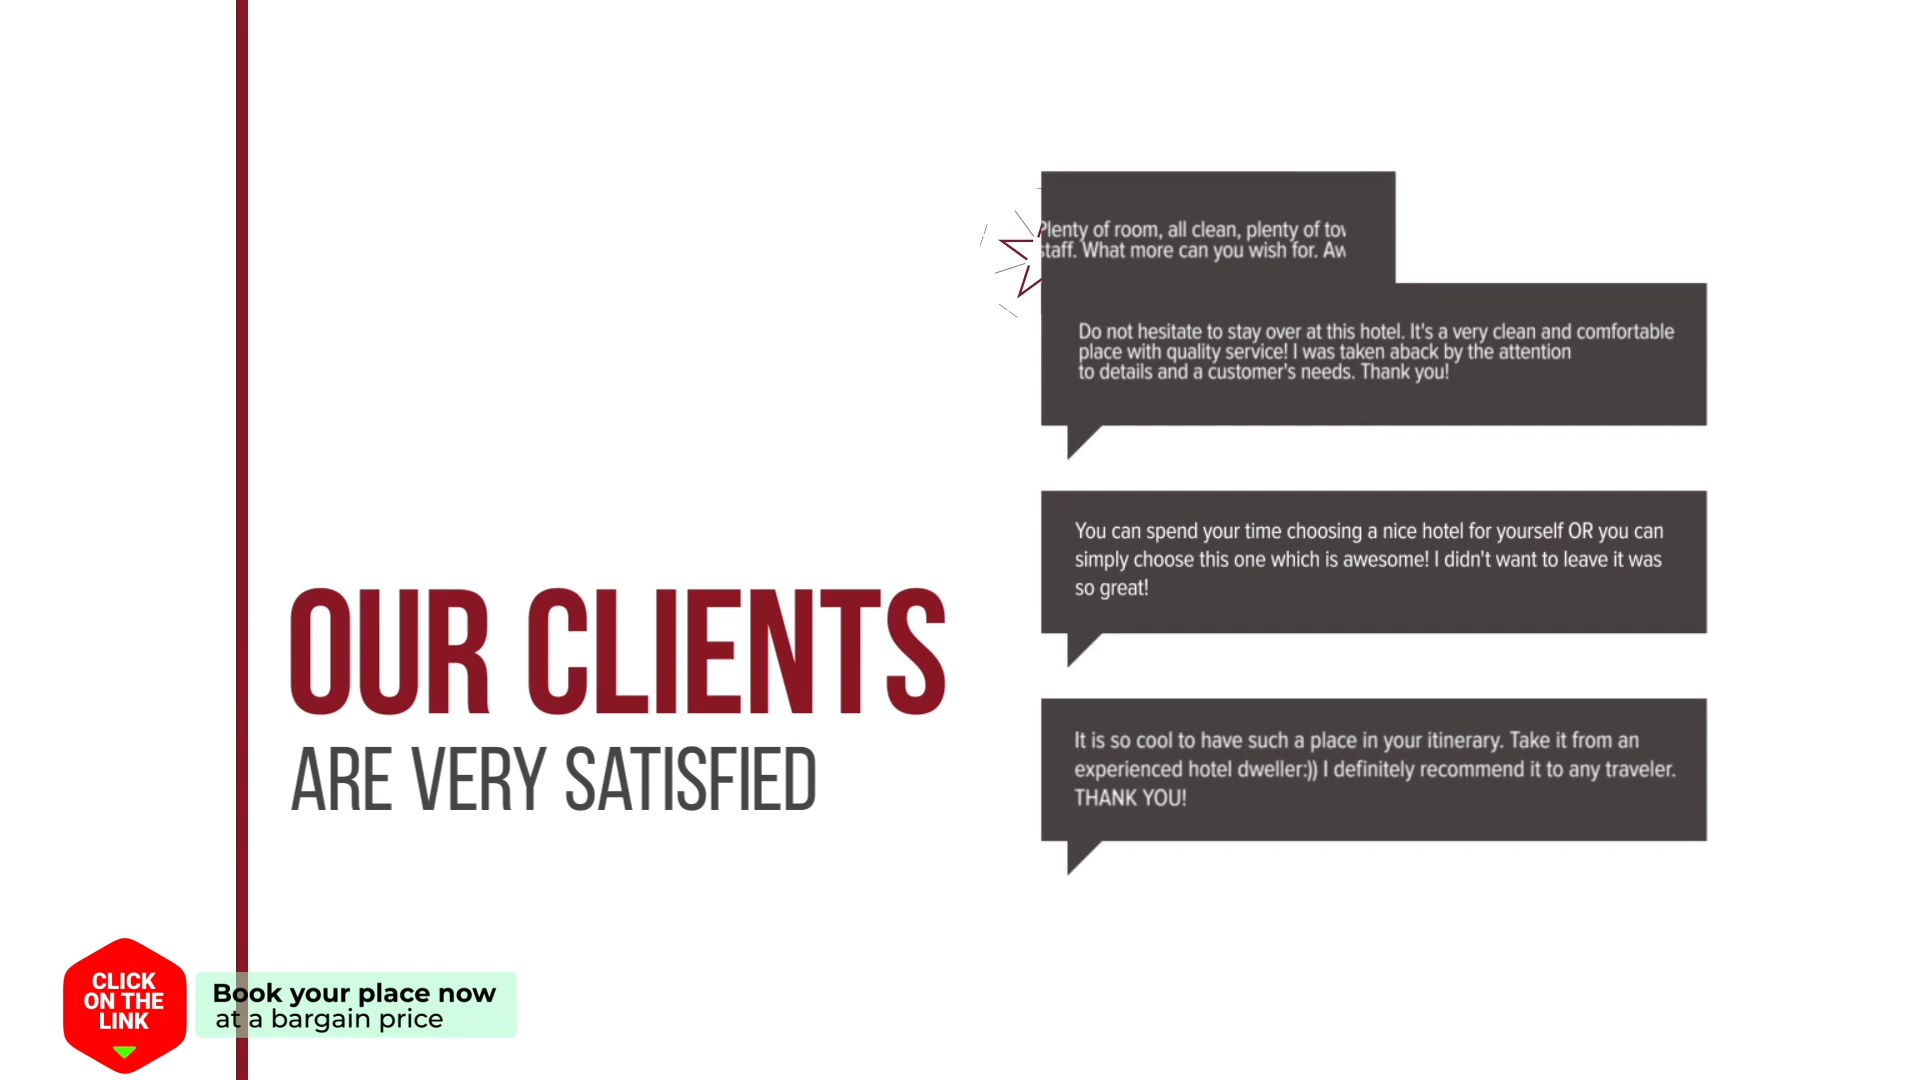 Plenty of room, all clean, plenty of
staff. What more can you wish for.
Do not hesitate to stay over at this hotel. It's a very clean and comfortable
place with quality service! I was taken aback by the attention
to details and a customer's needs. Thank you!
You can spend your time choosing a nice hotel for yourself OR you can
simply choose this one which is awesome! I didn't want to leave it was
so great!
OUR CLIENTS
ARE VERY SATISFIED
It is so cool to have such a place in your itinerary. Take it from an
experienced hotel dweller:)) I definitely recommend it to any traveler.
THANK YOU!
CLICK
ON THE
LINK
Book your place now
at a bargain price